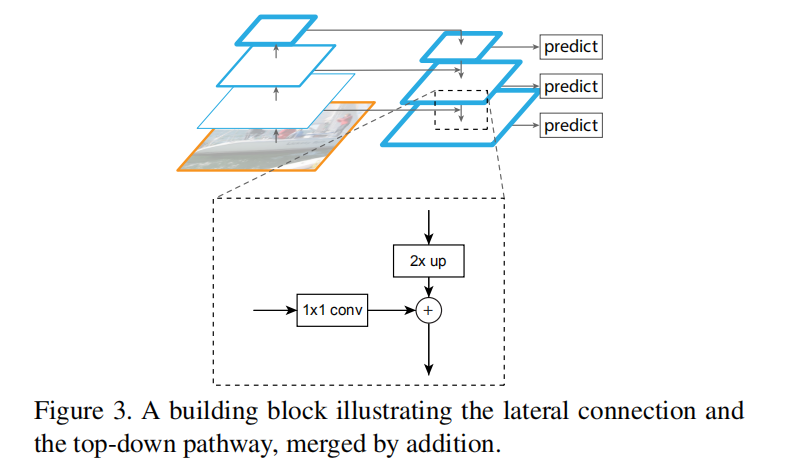 predict
predict
predict
2x up
1x1 conv
+
Figure 3. A building block illustrating the lateral connection and
the top-down pathway, merged by addition.